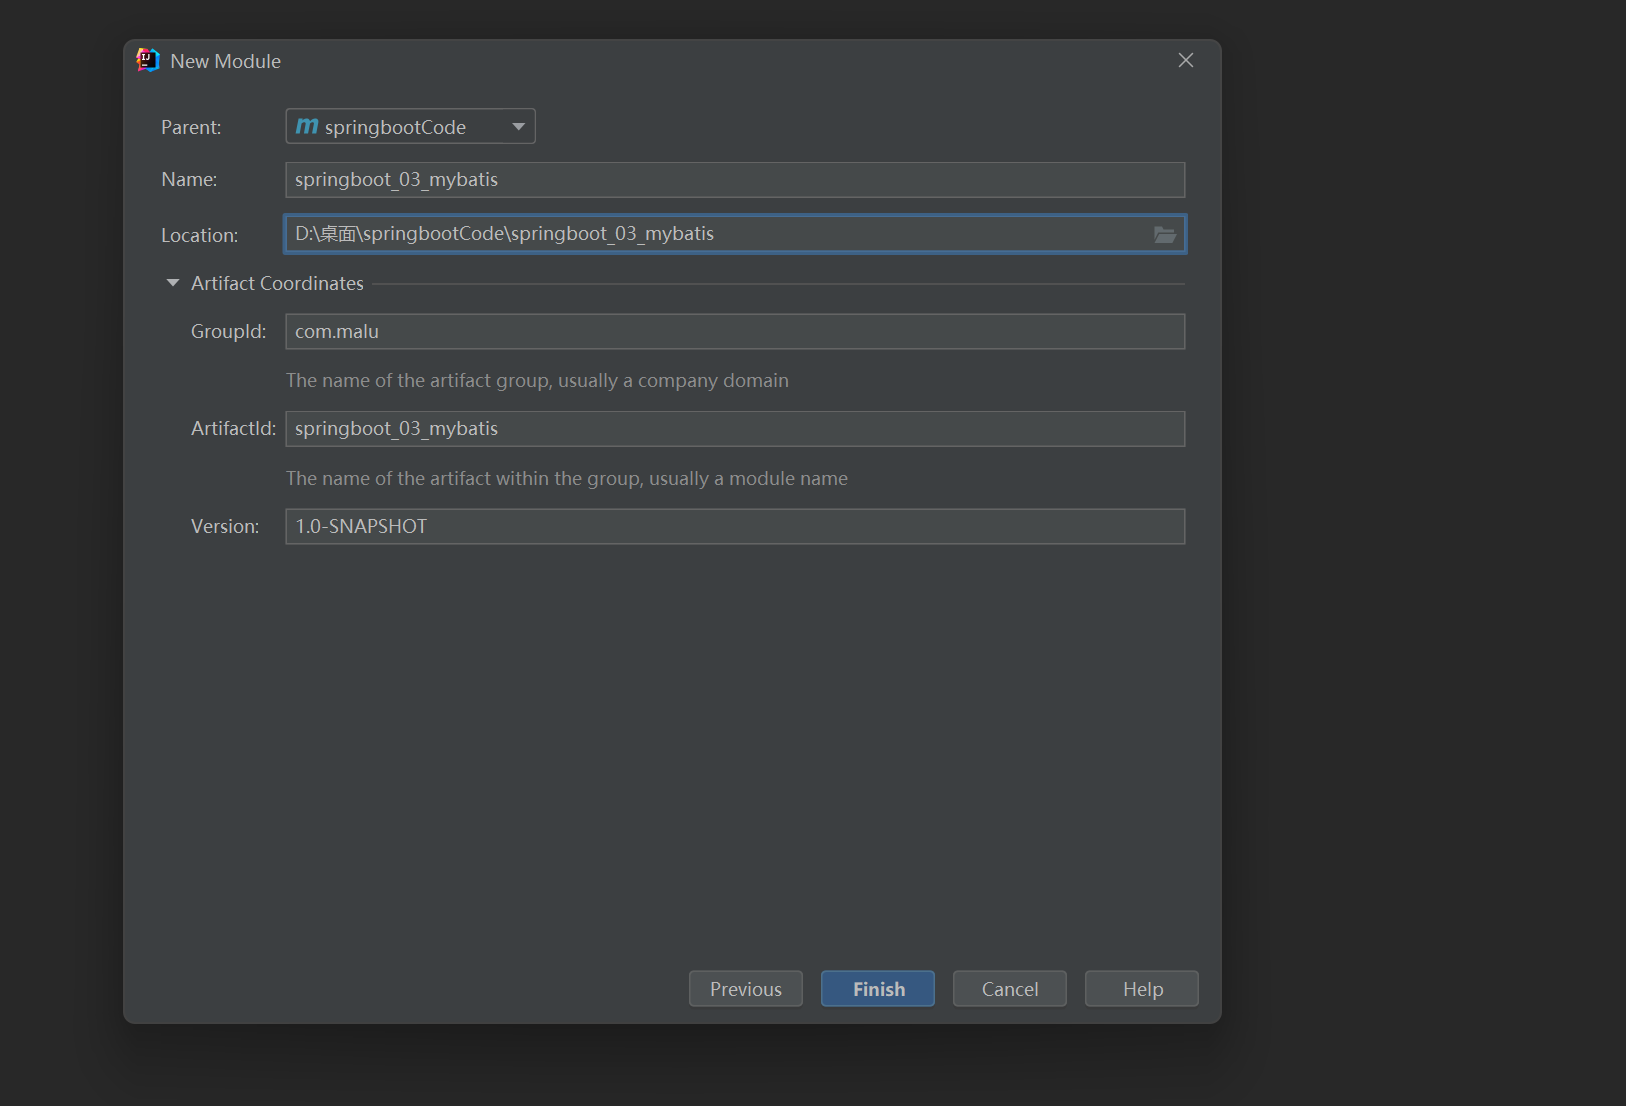 New Module
Parent: springbootCode
Name: springboot_03_mybatis
Location: D:\桌面\springbootCode\springboot_03_mybatis
Artifact Coordinates
GroupId: com.malu
The name of the artifact group, usually a company domain
ArtifactId: springboot_03_mybatis
The name of the artifact within the group, usually a module name
Version: 1.0-SNAPSHOT
Previous Finish Cancel Help